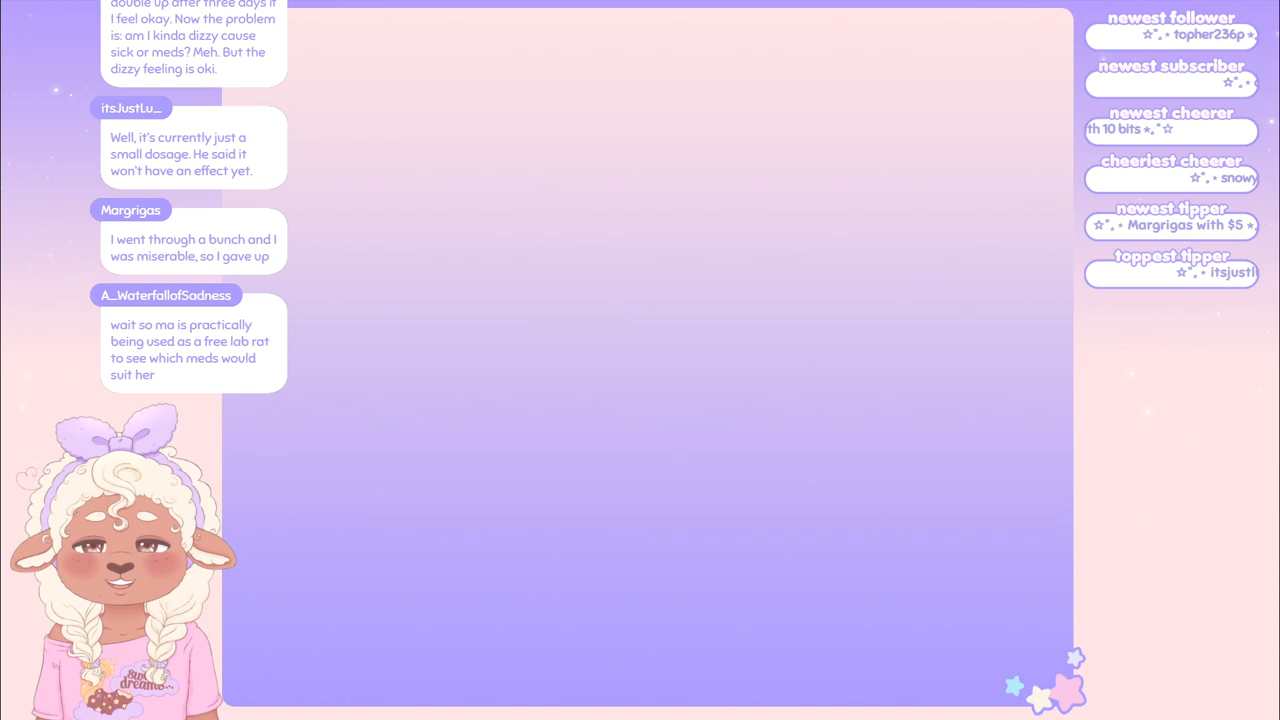 double up after three days if
I feel okay. Now the problem
is: am I kinda dizzy cause
sick or meds? Meh. But the
dizzy feeling is oki.
itsJustLu_
Well, it's currently just a
small dosage. He said it
won't have an effect yet.
Margrigas
I went through a bunch and I
was miserable, so I gave up
A_WaterfallofSadness
wait so ma is practically
being used as a free lab rat
to see which meds would
suit her
sweet
dreams...
newest follower
☆˚｡⋆ topher236p ⋆
newest subscriber
☆˚｡⋆
newest cheerer
th 10 bits ⋆｡˚☆
cheeriest cheerer
☆˚｡⋆ snowy
newest tipper
☆˚｡⋆ Margrigas with $5 ⋆
toppest tipper
☆˚｡⋆ itsjustl